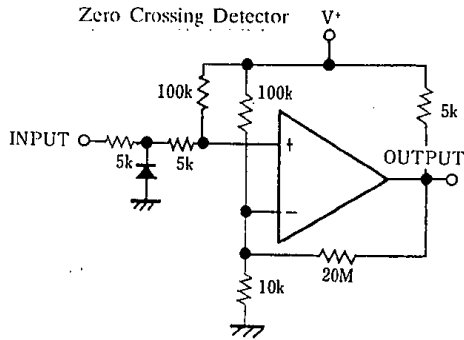 Zero Crossing Detector
V+
100k
100k
5k
INPUT
5k
5k
+
OUTPUT
−
20M
10k